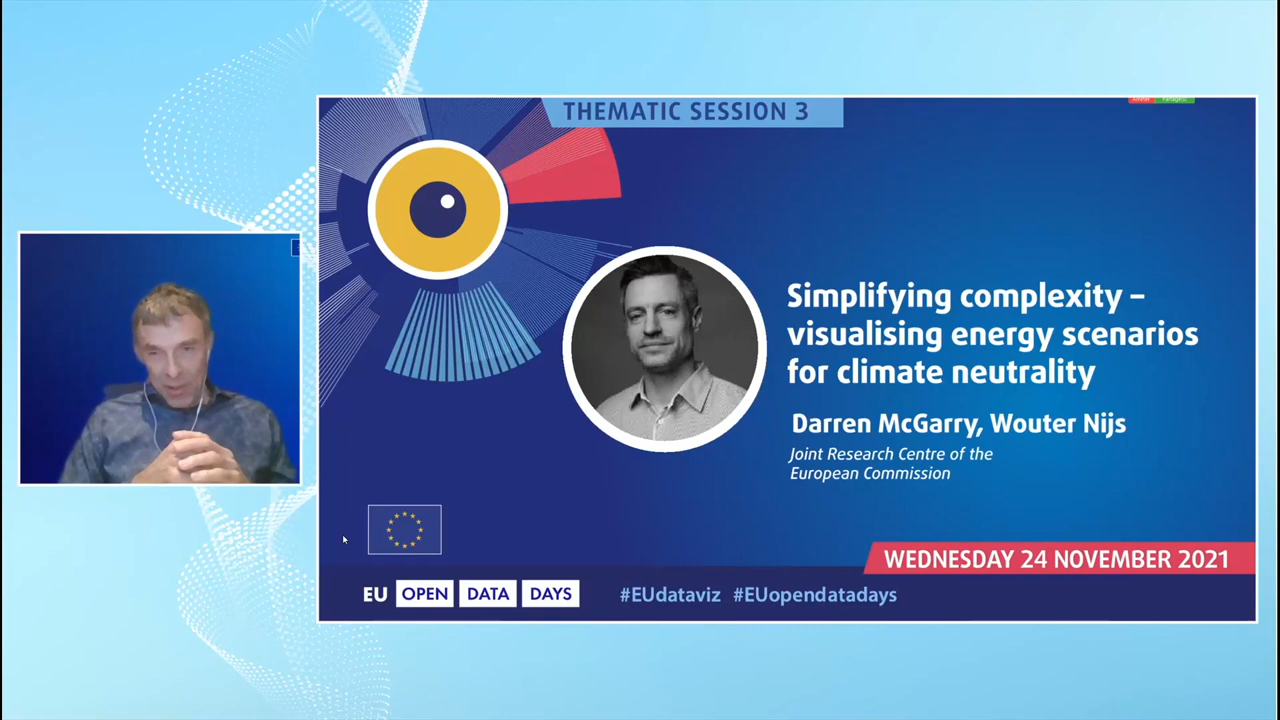 THEMATIC SESSION 3
Simplifying complexity –
visualising energy scenarios
for climate neutrality
Darren McGarry, Wouter Nijs
Joint Research Centre of the
European Commission
WEDNESDAY 24 NOVEMBER 2021
EU OPEN DATA DAYS
#EUdataviz #EUopendatadays